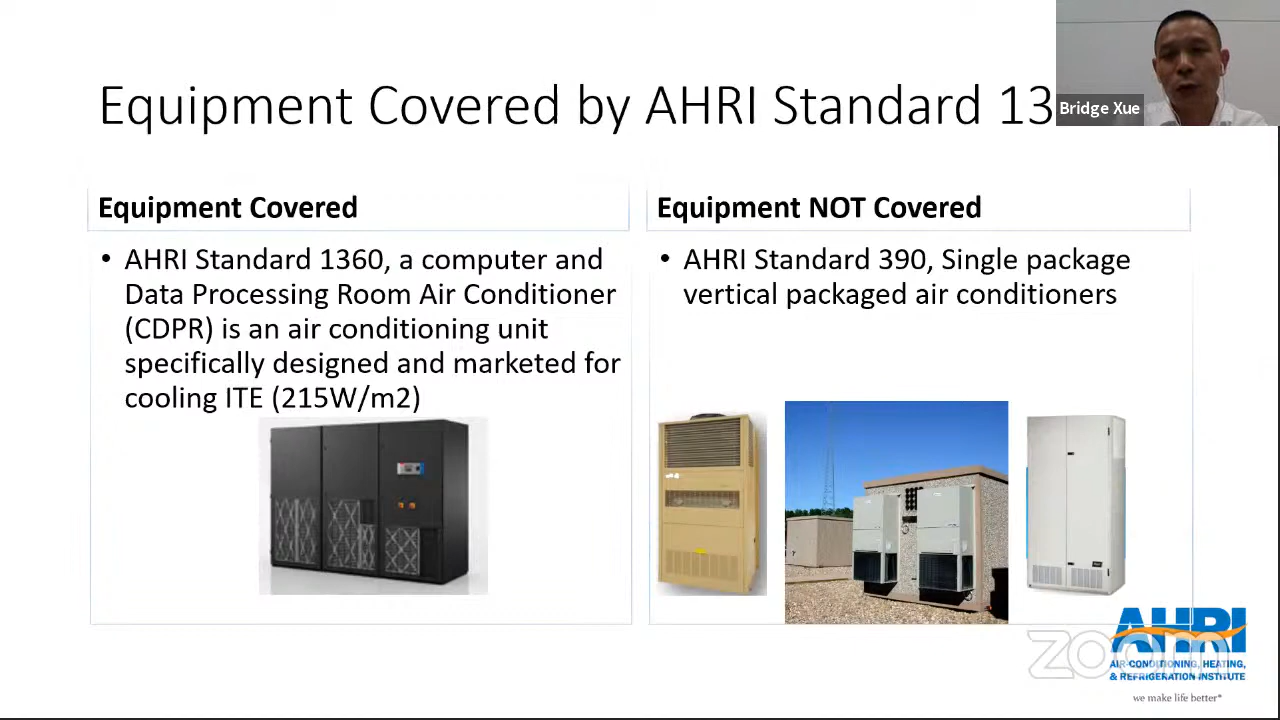 Equipment Covered by AHRI Standard 13
Bridge Xue
Equipment Covered
• AHRI Standard 1360, a computer and
Data Processing Room Air Conditioner
(CDPR) is an air conditioning unit
specifically designed and marketed for
cooling ITE (215W/m2)
Equipment NOT Covered
• AHRI Standard 390, Single package
vertical packaged air conditioners
AHRI
zoom
AIR-CONDITIONING, HEATING,
& REFRIGERATION INSTITUTE
we make life better*